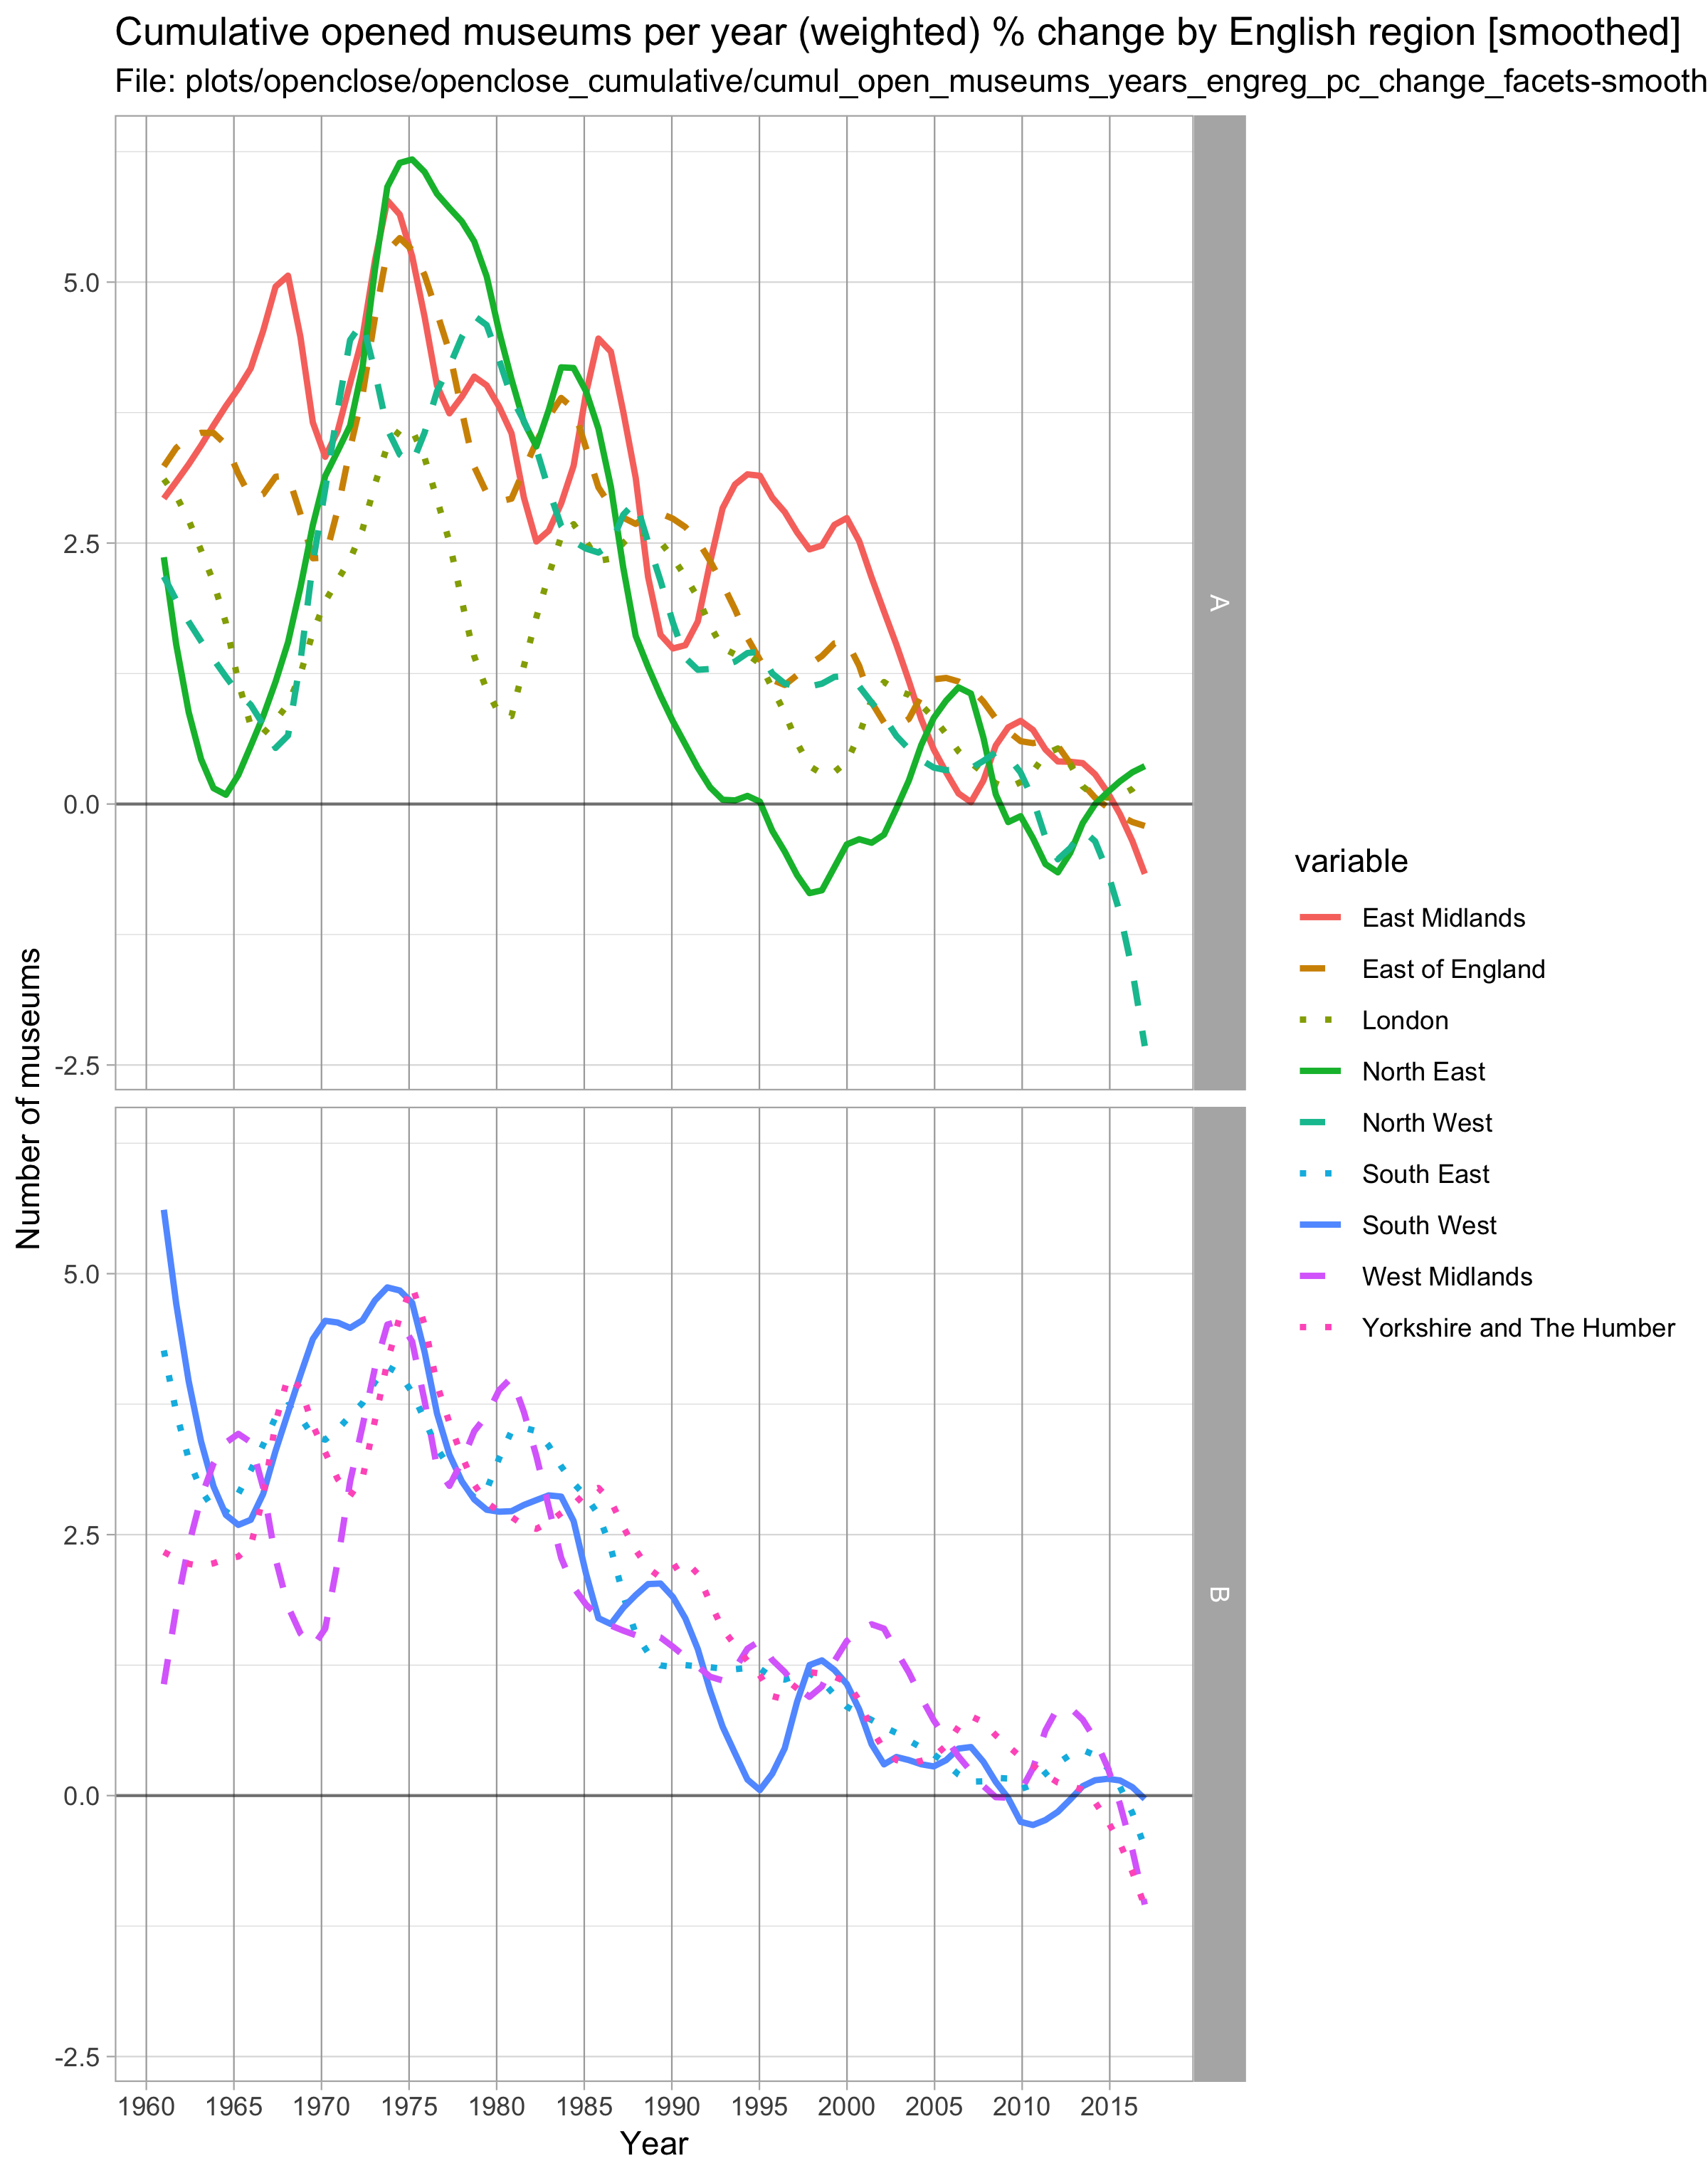 Cumulative opened museums per year (weighted) % change by English region [smoothed]
File: plots/openclose/openclose_cumulative/cumul_open_museums_years_engreg_pc_change_facets-smooth
Number of museums
5.0
2.5
0.0
-2.5
A
5.0
2.5
0.0
-2.5
B
1960 1965 1970 1975 1980 1985 1990 1995 2000 2005 2010 2015
Year
variable
East Midlands
East of England
London
North East
North West
South East
South West
West Midlands
Yorkshire and The Humber